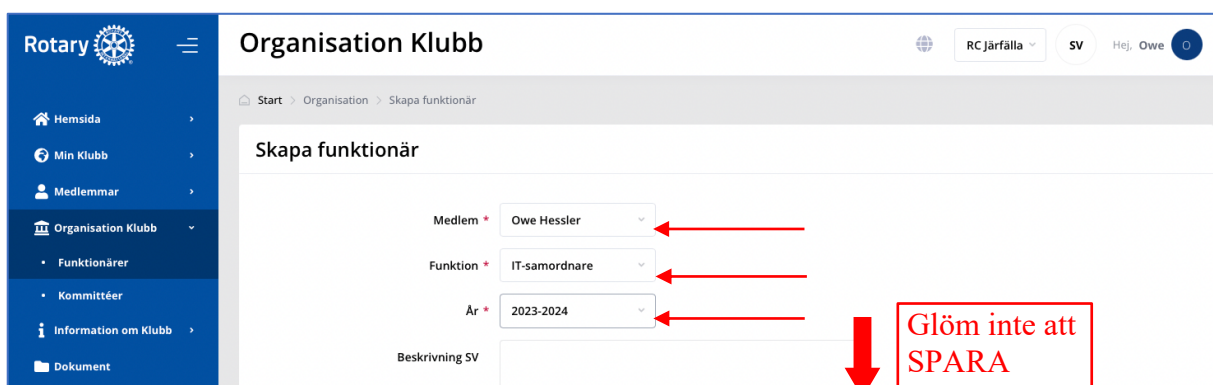 Rotary
Organisation Klubb
RC Järfälla
SV
Hej, Owe
O
Start > Organisation > Skapa funktionär
Hemsida
Min Klubb
Medlemmar
Organisation Klubb
Funktionärer
Kommittéer
Information om Klubb
Dokument
Skapa funktionär
Medlem * Owe Hessler
Funktion * IT-samordnare
År * 2023-2024
Beskrivning SV
Glöm inte att
SPARA